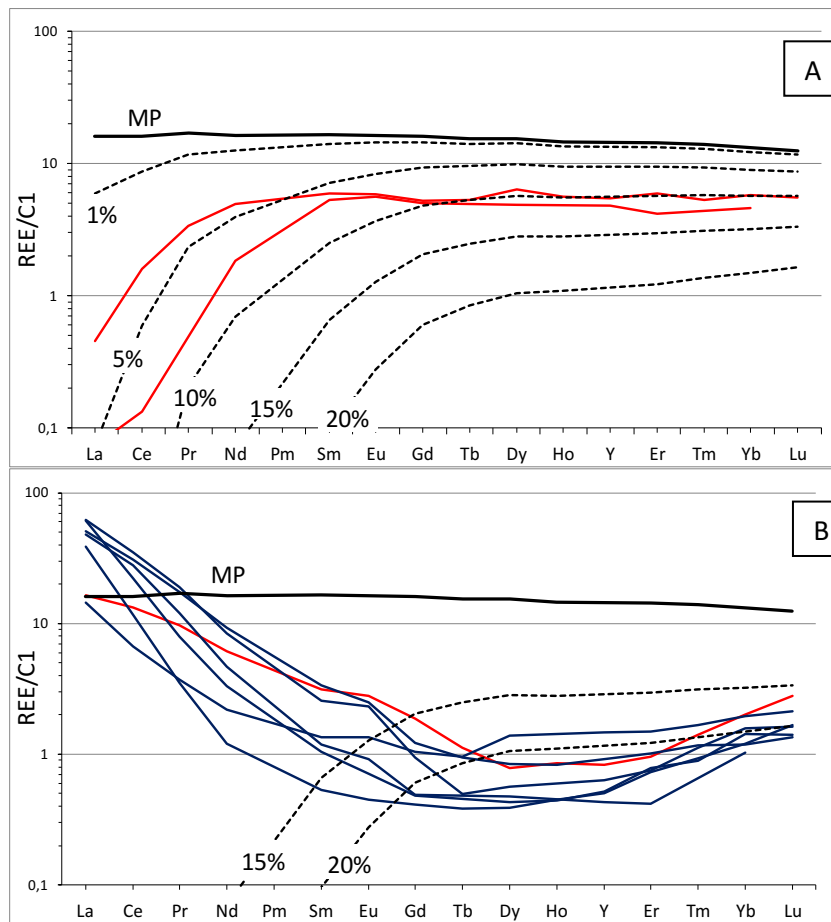 100
A
MP
10
1%
REE/C1
1
5%
10%
15%
20%
0,1
La Ce Pr Nd Pm Sm Eu Gd Tb Dy Ho Y Er Tm Yb Lu
100
B
MP
10
REE/C1
1
15%
20%
0,1
La Ce Pr Nd Pm Sm Eu Gd Tb Dy Ho Y Er Tm Yb Lu